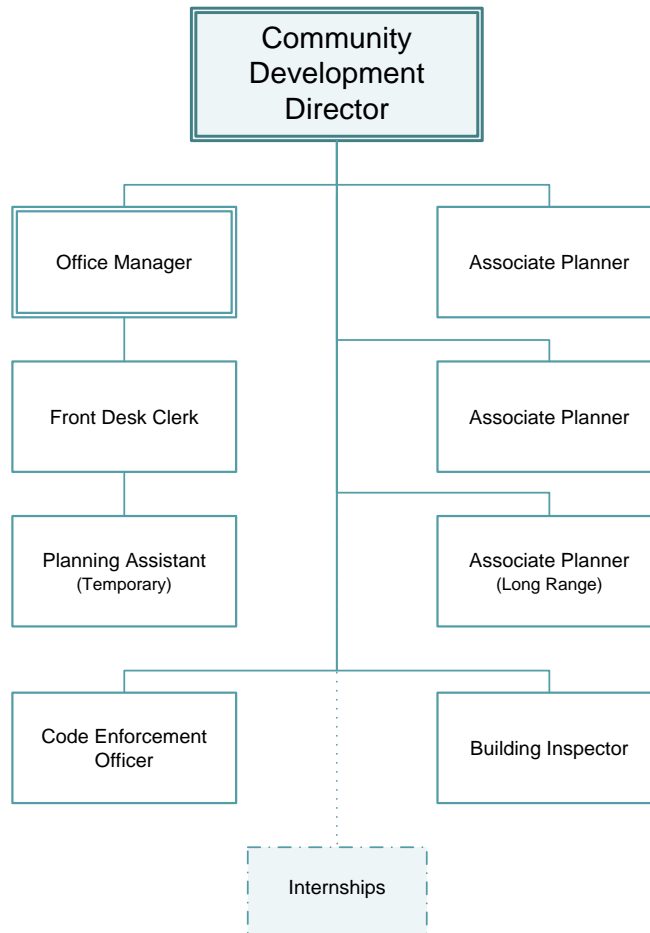 Community
Development
Director
Office Manager
Associate Planner
Front Desk Clerk
Associate Planner
Planning Assistant
(Temporary)
Associate Planner
(Long Range)
Code Enforcement
Officer
Building Inspector
Internships